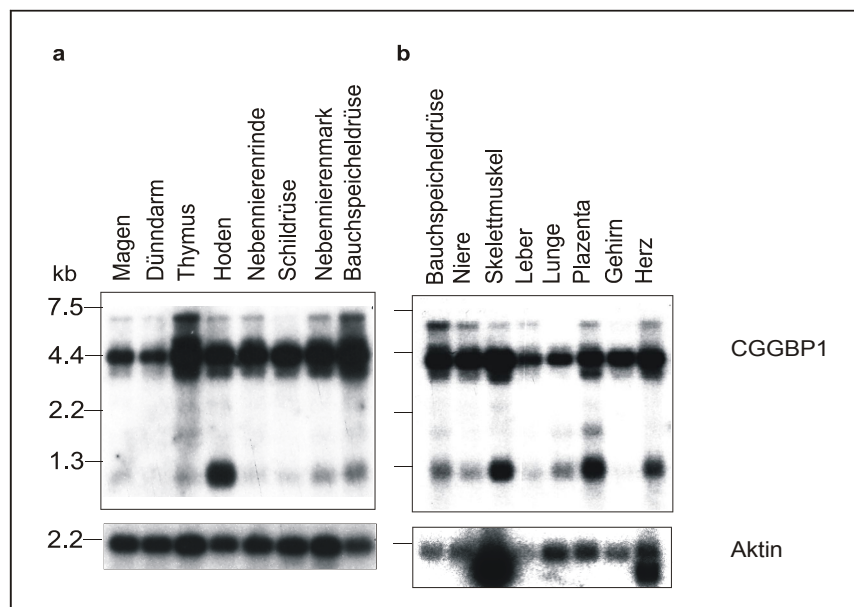 a
Magen
Dünndarm
Thymus
Hoden
Nebennierenrinde
Schildrüse
Nebennierenmark
Bauchspeicheldrüse
kb
7.5
4.4
2.2
1.3
2.2
b
Bauchspeicheldrüse
Niere
Skelettmuskel
Leber
Lunge
Plazenta
Gehirn
Herz
CGGBP1
Aktin